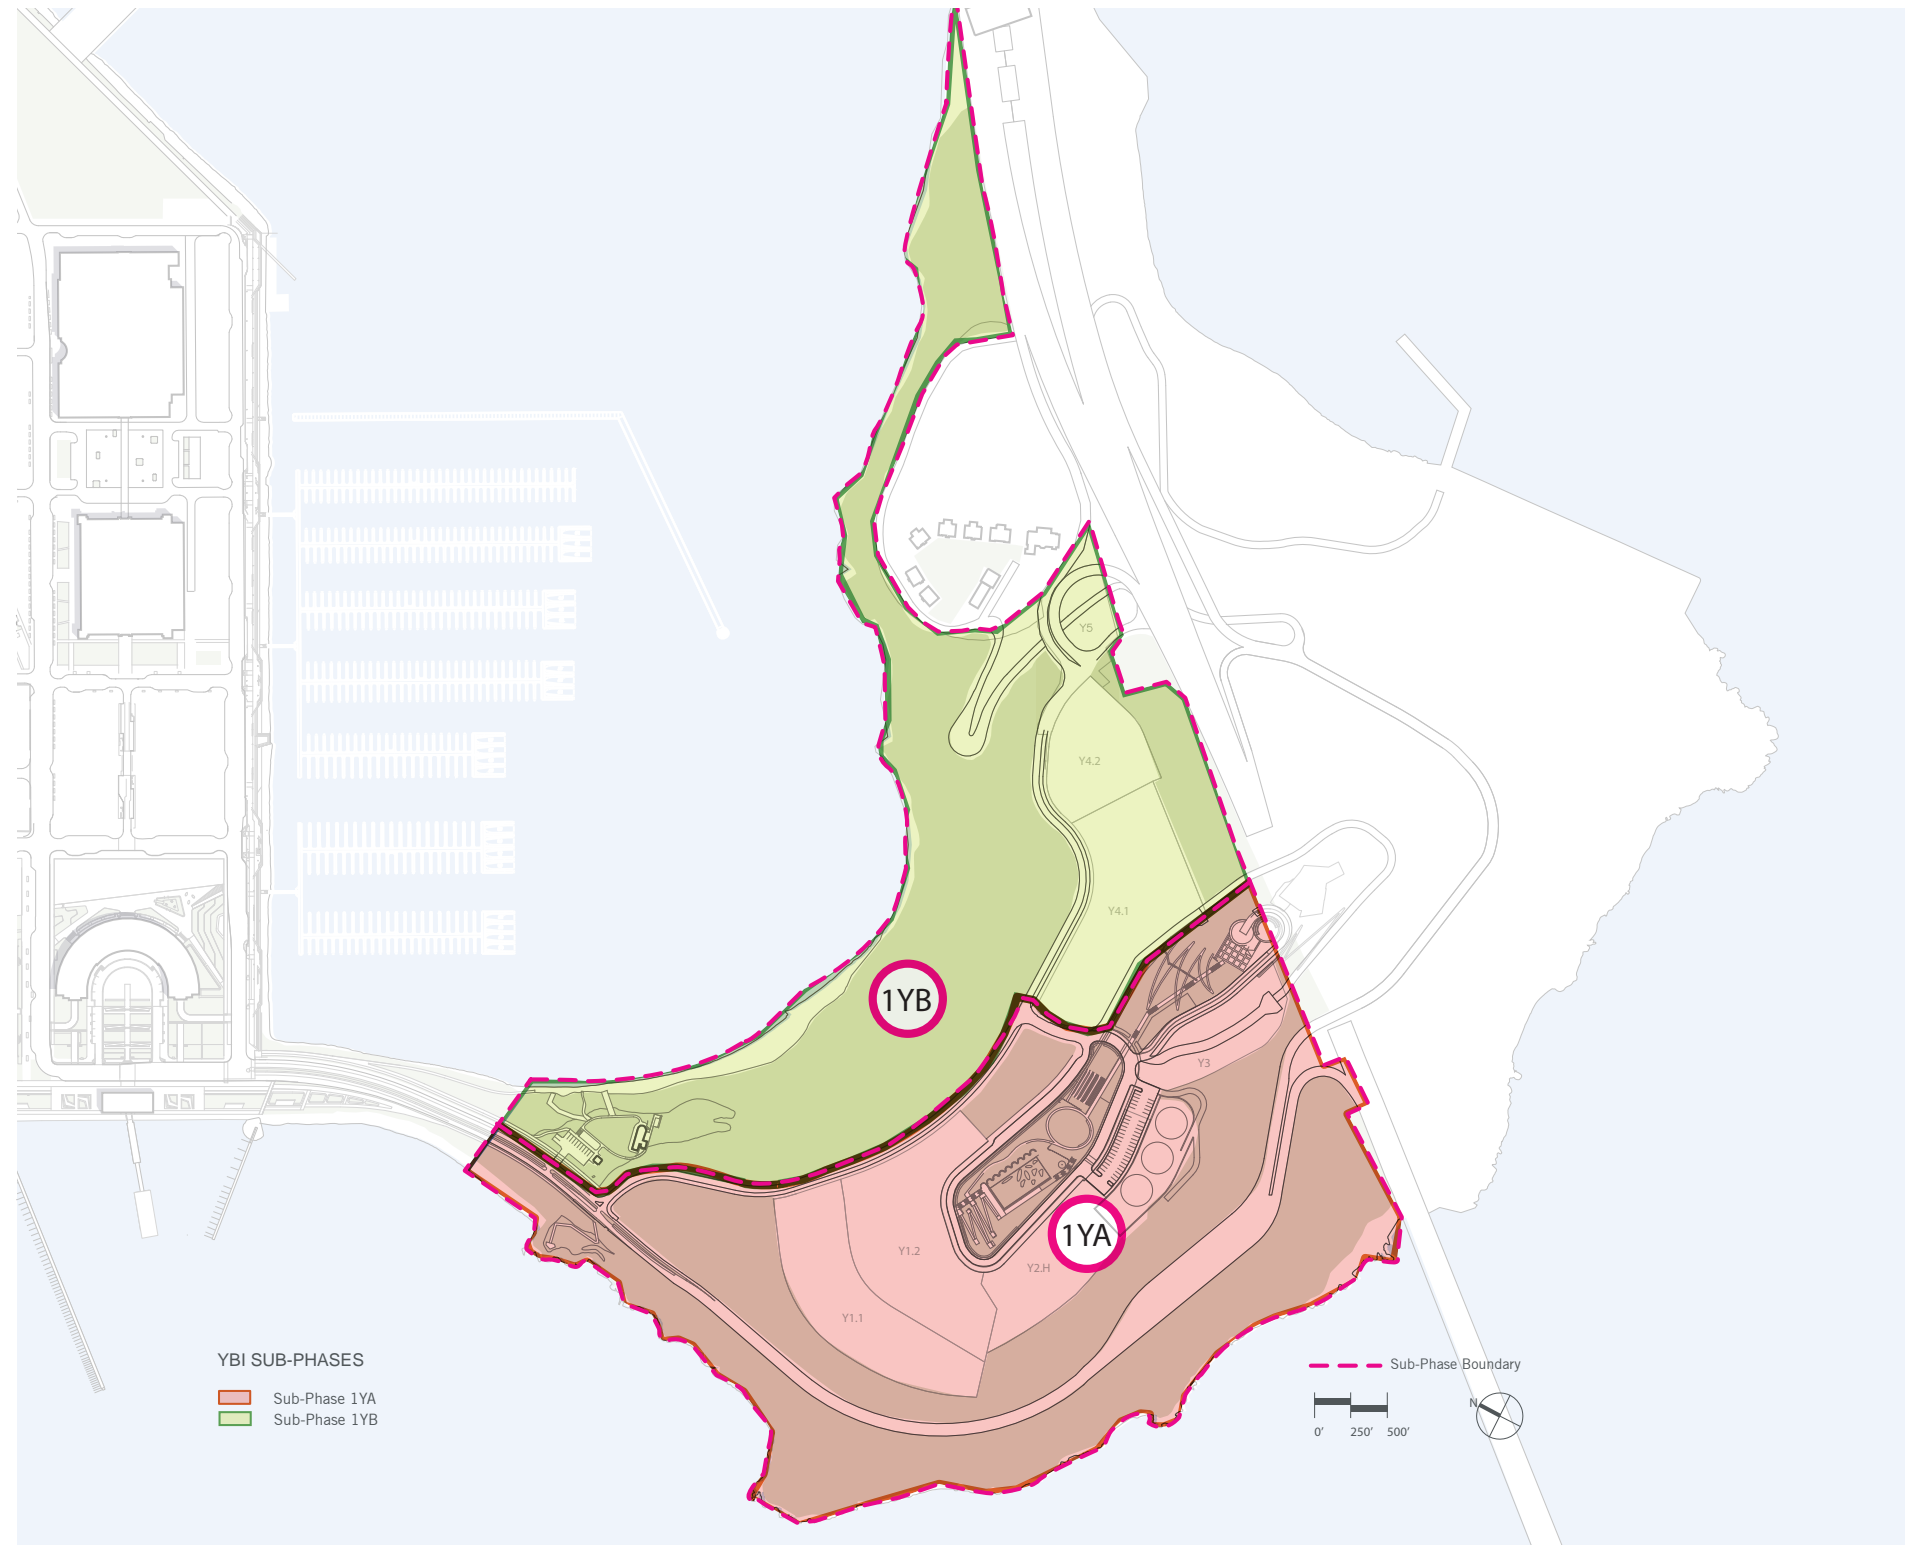 Y5
Y4.2
Y4.1
1YB
Y3
1YA
Y1.2
Y2.H
Y1.1
YBI SUB-PHASES
Sub-Phase 1YA
Sub-Phase 1YB
Sub-Phase Boundary
N
0' 250' 500'